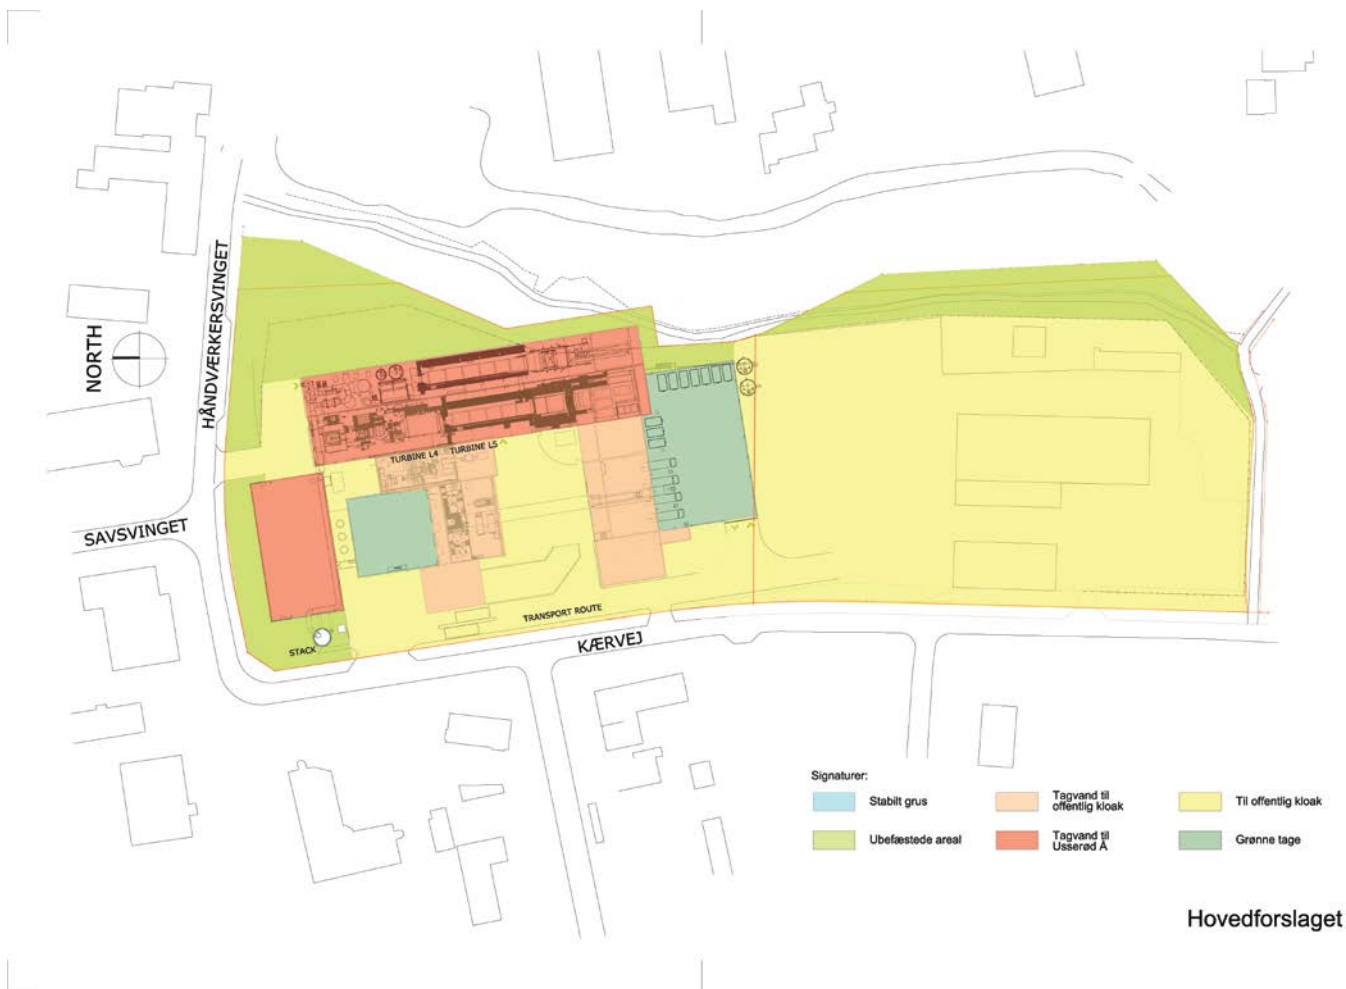 HÅNDVÆRKERSVINGET
NORTH
TURBINE L4 TURBINE L5
SAVSVINGET
TRANSPORT ROUTE
KÆRVEJ
STACK
Signaturer:
Stabilt grus
Tagvand til
offentlig kloak
Til offentlig kloak
Ubefæstede areal
Tagvand til
Usserød Å
Grønne tage
Hovedforslaget